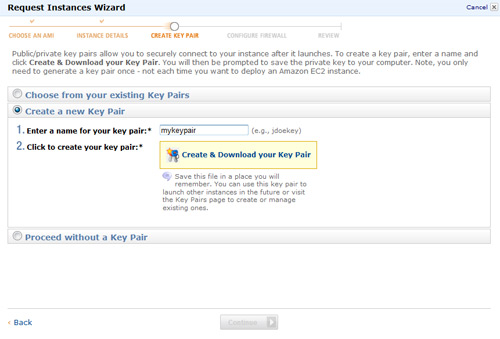 Request Instances Wizard
Cancel
CHOOSE AN AMI
INSTANCE DETAILS
CREATE KEY PAIR
CONFIGURE FIREWALL
REVIEW
Public/private key pairs allow you to securely connect to your instance after it launches. To create a key pair, enter a name and
click Create & Download your Key Pair. You will then be prompted to save the private key to your computer. Note, you only
need to generate a key pair once - not each time you want to deploy an Amazon EC2 instance.
Choose from your existing Key Pairs
Create a new Key Pair
1. Enter a name for your key pair:* mykeypair (e.g., jdoekey)
2. Click to create your key pair:* Create & Download your Key Pair
Save this file in a place you will
remember. You can use this key pair to
launch other instances in the future or visit
the Key Pairs page to create or manage
existing ones.
Proceed without a Key Pair
‹ Back
Continue